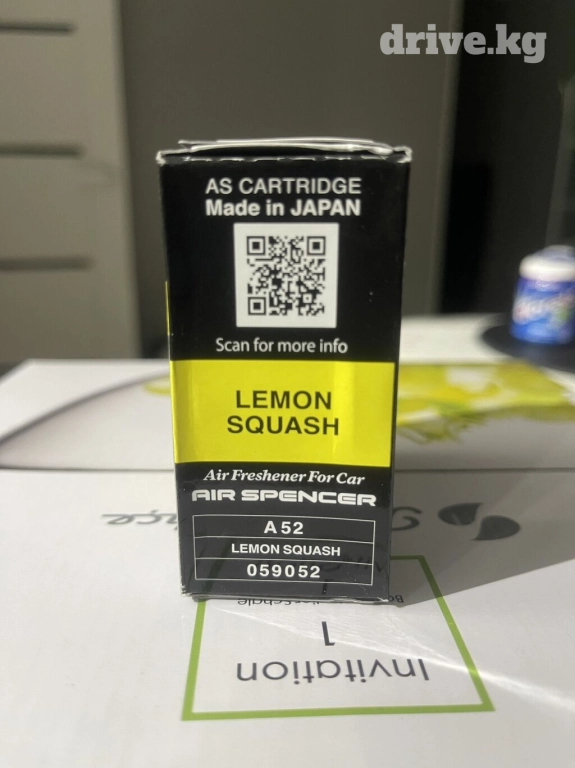 drive.kg
AS CARTRIDGE
Made in JAPAN
Scan for more info
LEMON
SQUASH
Air Freshener For Car
AIR SPENCER
A 52
LEMON SQUASH
059052
1
Invitation